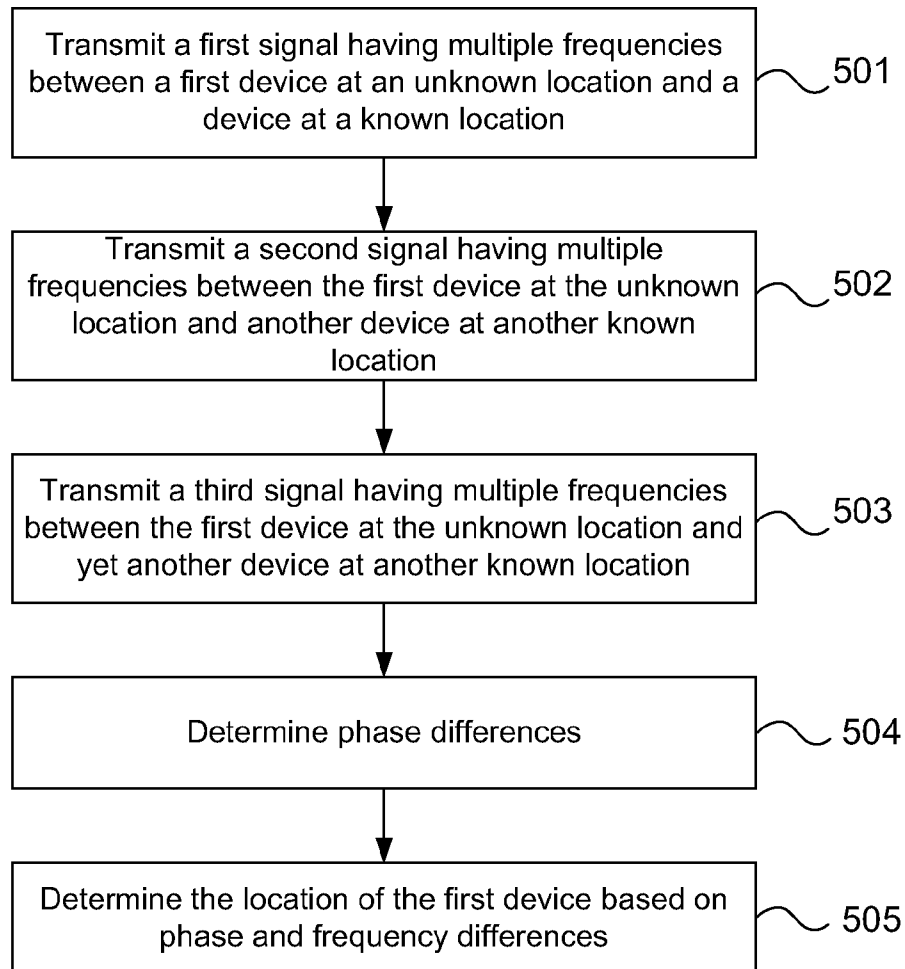 Transmit a first signal having multiple frequencies
between a first device at an unknown location and a
device at a known location
501
Transmit a second signal having multiple
frequencies between the first device at the unknown
location and another device at another known
location
502
Transmit a third signal having multiple frequencies
between the first device at the unknown location and
yet another device at another known location
503
Determine phase differences
504
Determine the location of the first device based on
phase and frequency differences
505